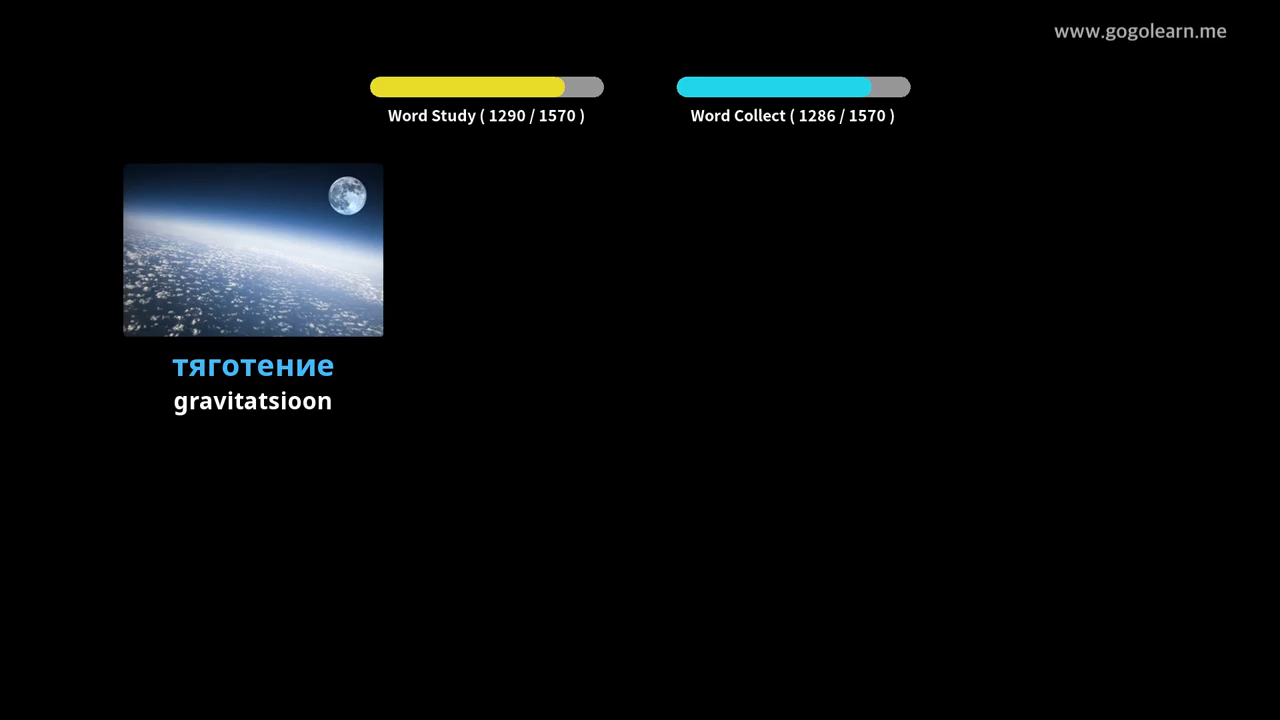 www.gogolearn.me
Word Study ( 1290 / 1570 )
Word Collect ( 1286 / 1570 )
тяготение
gravitatsioon